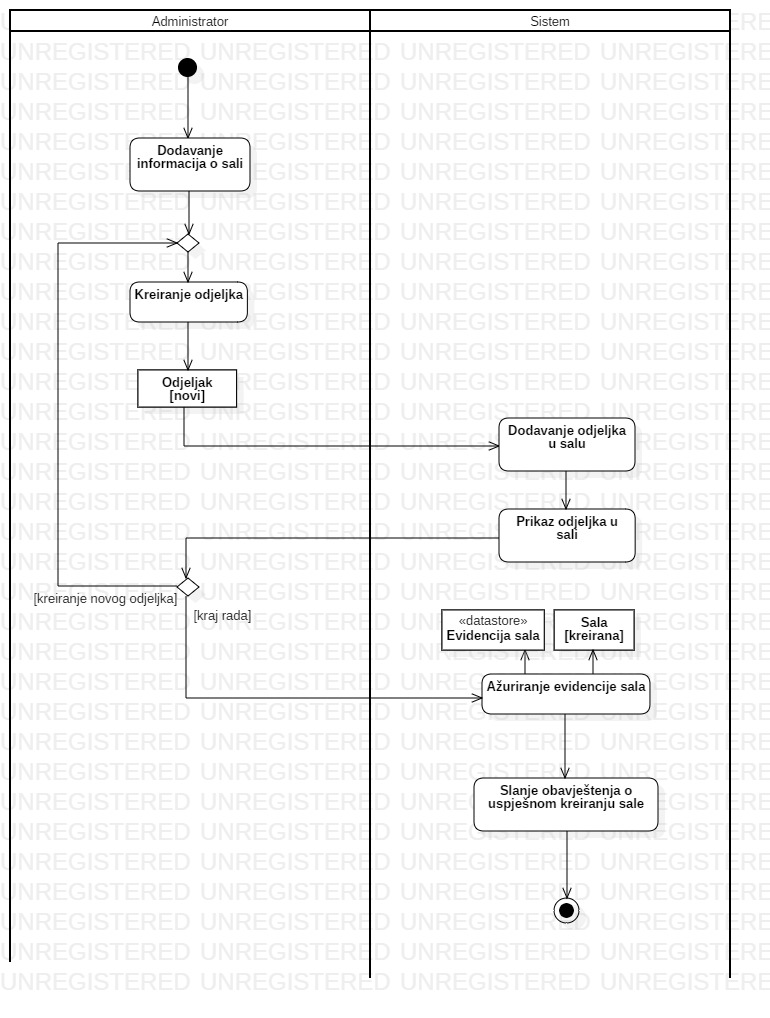 Administrator
Sistem
Dodavanje
informacija o sali
Kreiranje odjeljka
Odjeljak
[novi]
Dodavanje odjeljka
u salu
Prikaz odjeljka u
sali
[kreiranje novog odjeljka]
[kraj rada]
«datastore»
Evidencija sala
Sala
[kreirana]
Ažuriranje evidencije sala
Slanje obavještenja o
uspješnom kreiranju sale
UNREGISTERED